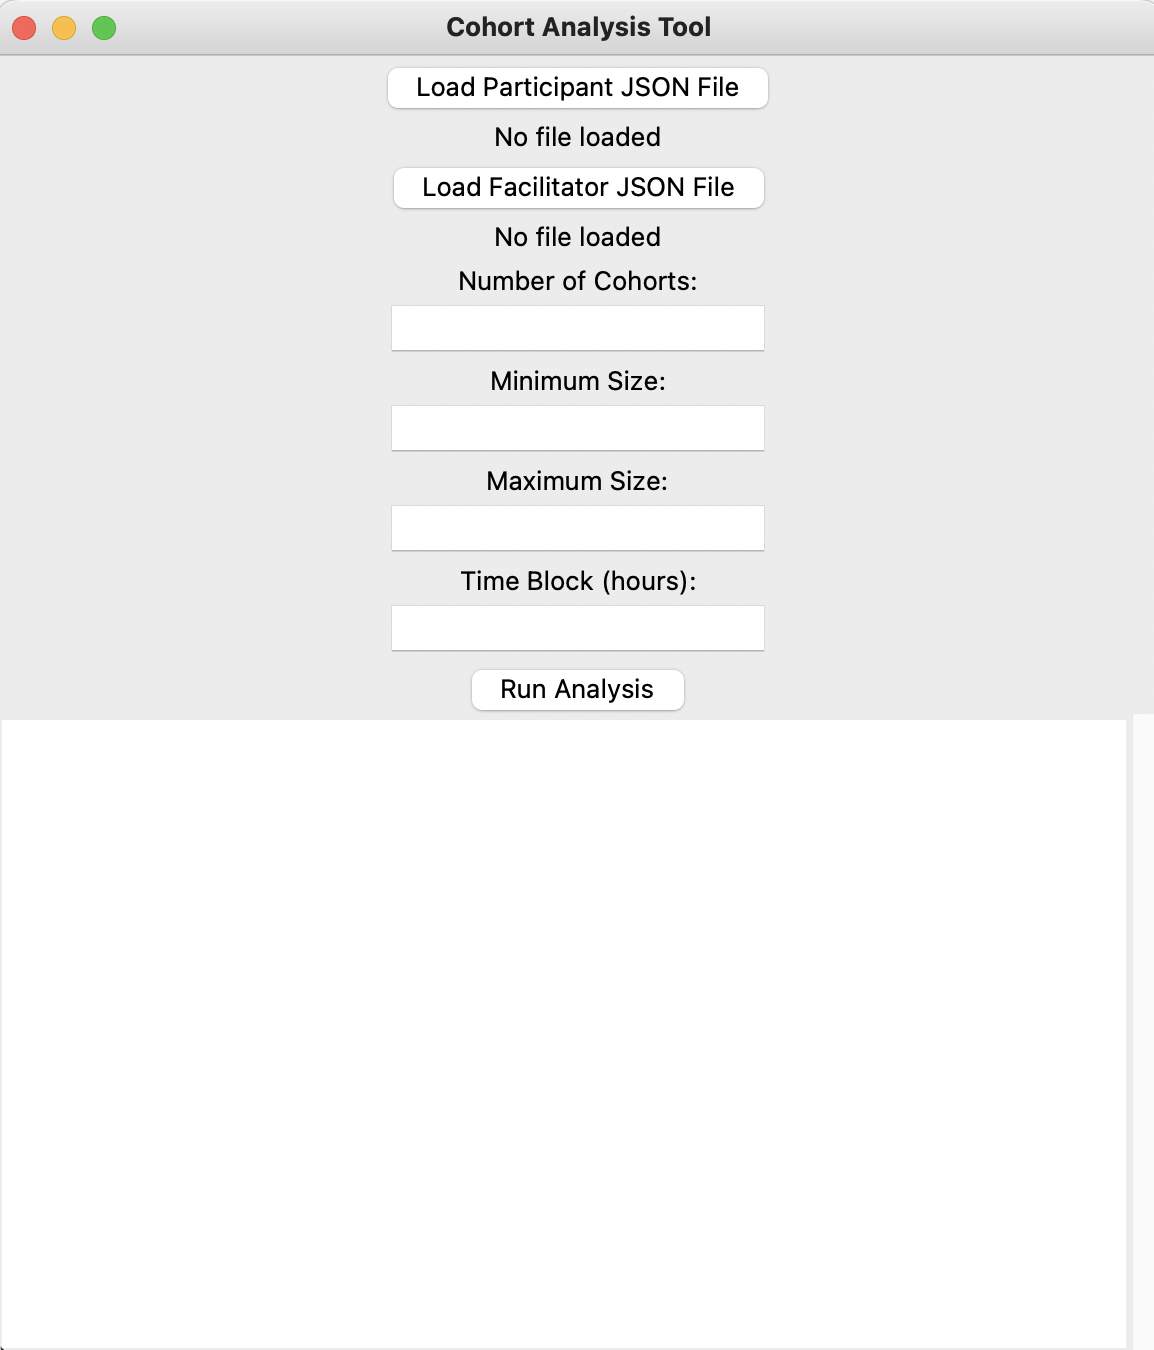 Cohort Analysis Tool
Load Participant JSON File
No file loaded
Load Facilitator JSON File
No file loaded
Number of Cohorts:
Minimum Size:
Maximum Size:
Time Block (hours):
Run Analysis